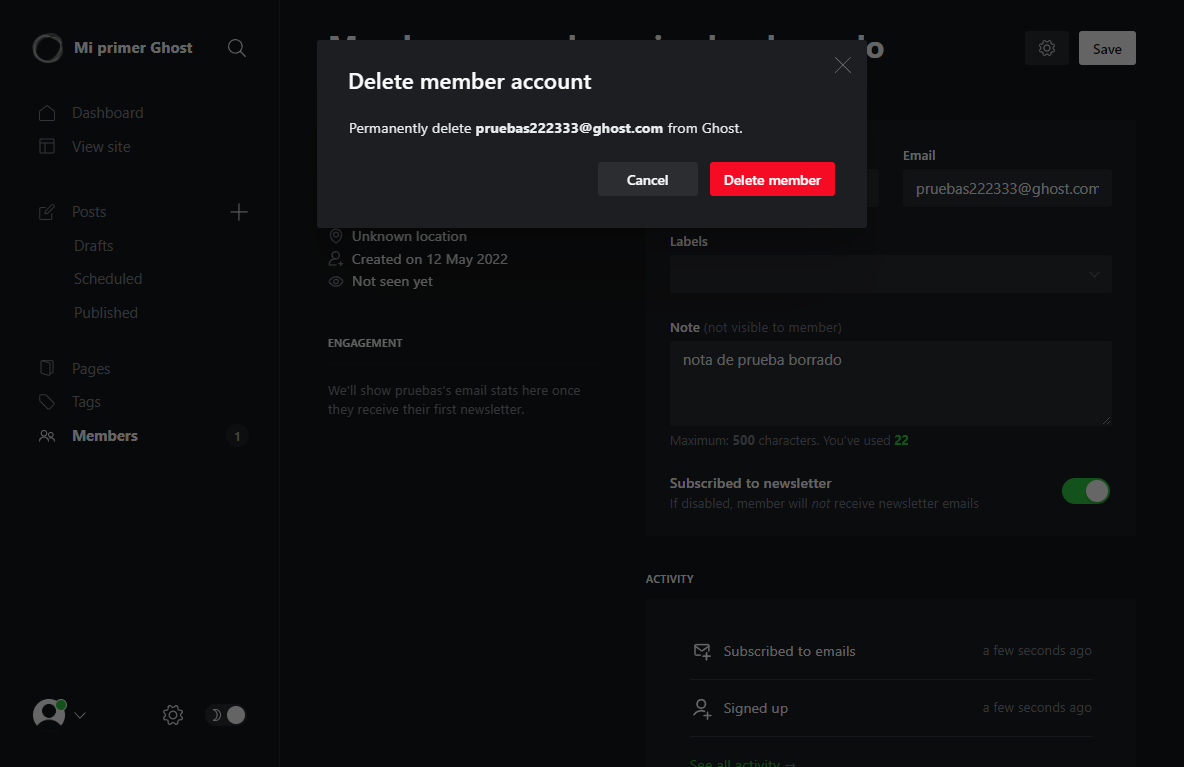 Mi primer Ghost
Save
Delete member account
Permanently delete pruebas222333@ghost.com from Ghost.
Cancel
Delete member
Dashboard
View site
Posts
Drafts
Scheduled
Published
Pages
Tags
Members
1
Unknown location
Created on 12 May 2022
Not seen yet
ENGAGEMENT
We'll show pruebas's email stats here once
they receive their first newsletter.
Email
pruebas222333@ghost.com
Labels
Note (not visible to member)
nota de prueba borrado
Maximum: 500 characters. You've used 22
Subscribed to newsletter
If disabled, member will not receive newsletter emails
ACTIVITY
Subscribed to emails
a few seconds ago
Signed up
a few seconds ago
See all activity →